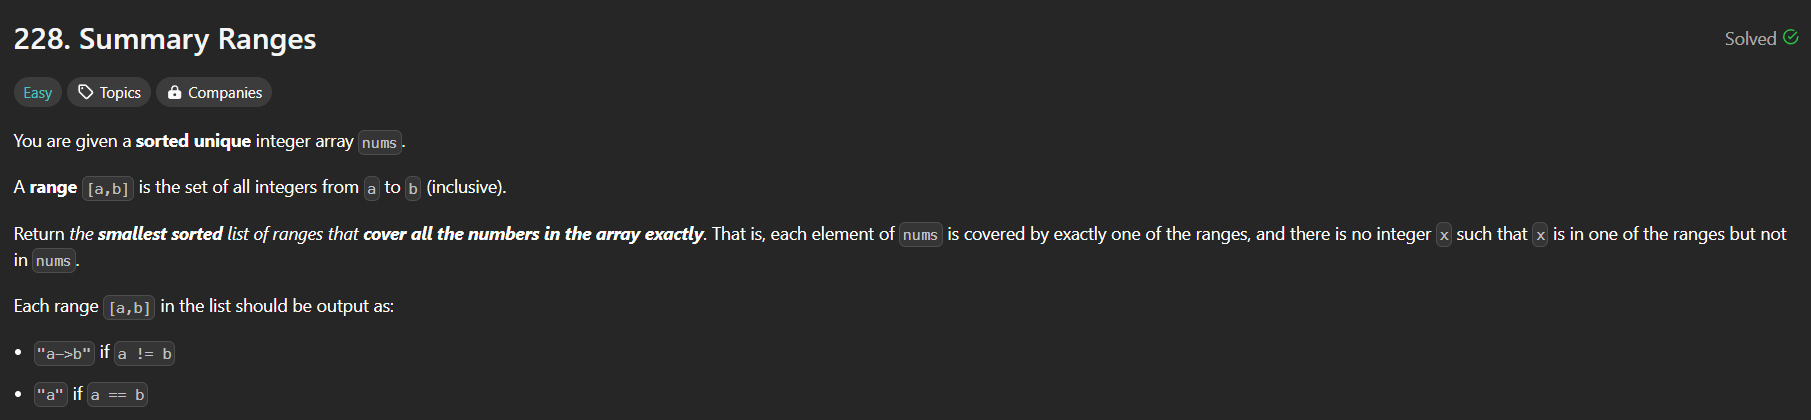 228. Summary Ranges
Solved
Easy
Topics
Companies
You are given a sorted unique integer array nums.
A range [a,b] is the set of all integers from a to b (inclusive).
Return the smallest sorted list of ranges that cover all the numbers in the array exactly. That is, each element of nums is covered by exactly one of the ranges, and there is no integer x such that x is in one of the ranges but not
in nums.
Each range [a,b] in the list should be output as:
• "a->b" if a != b
• "a" if a == b